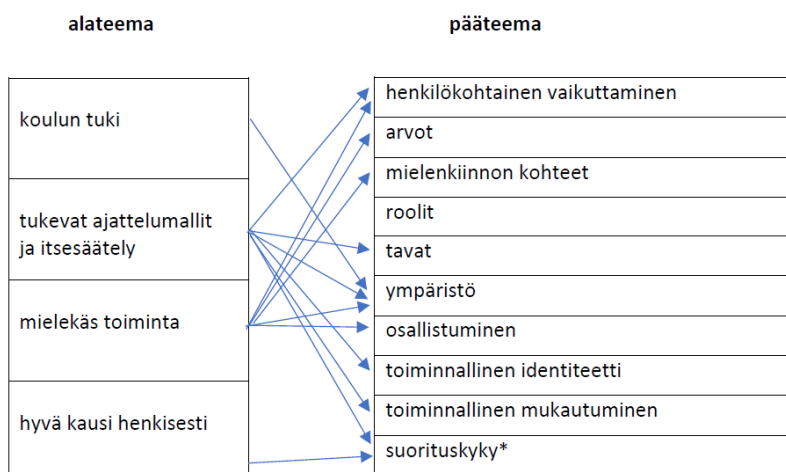 alateema
pääteema
koulun tuki
tukevat ajattelumallit
ja itsesäätely
mielekäs toiminta
hyvä kausi henkisesti
henkilökohtainen vaikuttaminen
arvot
mielenkiinnon kohteet
roolit
tavat
ympäristö
osallistuminen
toiminnallinen identiteetti
toiminnallinen mukautuminen
suorituskyky*